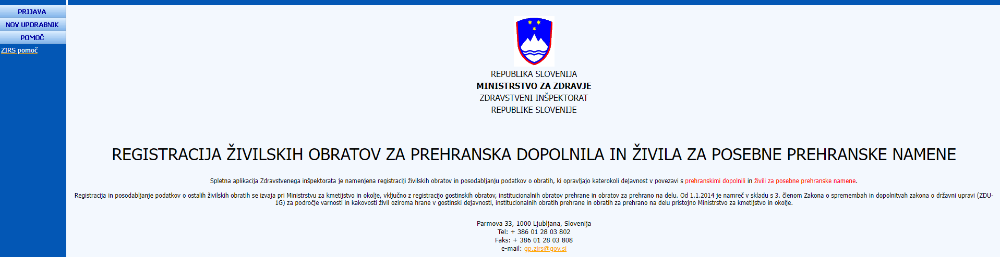 PRIJAVA
NOV UPORABNIK
POMOČ
ZIRS pomoč
REPUBLIKA SLOVENIJA
MINISTRSTVO ZA ZDRAVJE
ZDRAVSTVENI INŠPEKTORAT
REPUBLIKE SLOVENIJE
REGISTRACIJA ŽIVILSKIH OBRATOV ZA PREHRANSKA DOPOLNILA IN ŽIVILA ZA POSEBNE PREHRANSKE NAMENE
Spletna aplikacija Zdravstvenega inšpektorata je namenjena registraciji živilskih obratov in posodabljanju podatkov o obratih, ki opravljajo katerokoli dejavnost v povezavi s prehranskimi dopolnili in živili za posebne prehranske namene.
Registracija in posodabljanje podatkov o ostalih živilskih obratih se izvaja pri Ministrstvu za kmetijstvo in okolje, vključno z registracijo gostinskih obratov, institucionalnih obratov prehrane in obratov za prehrano na delu. Od 1.1.2014 je namreč v skladu s 3. členom Zakona o spremembah in dopolnitvah zakona o državni upravi (ZDU-
1G) za področje varnosti in kakovosti živil oziroma hrane v gostinski dejavnosti, institucionalnih obratih prehrane in obratih za prehrano na delu pristojno Ministrstvo za kmetijstvo in okolje.
Parmova 33, 1000 Ljubljana, Slovenija
Tel: + 386 01 28 03 802
Faks: + 386 01 28 03 808
e-mail: gp.zirs@gov.si